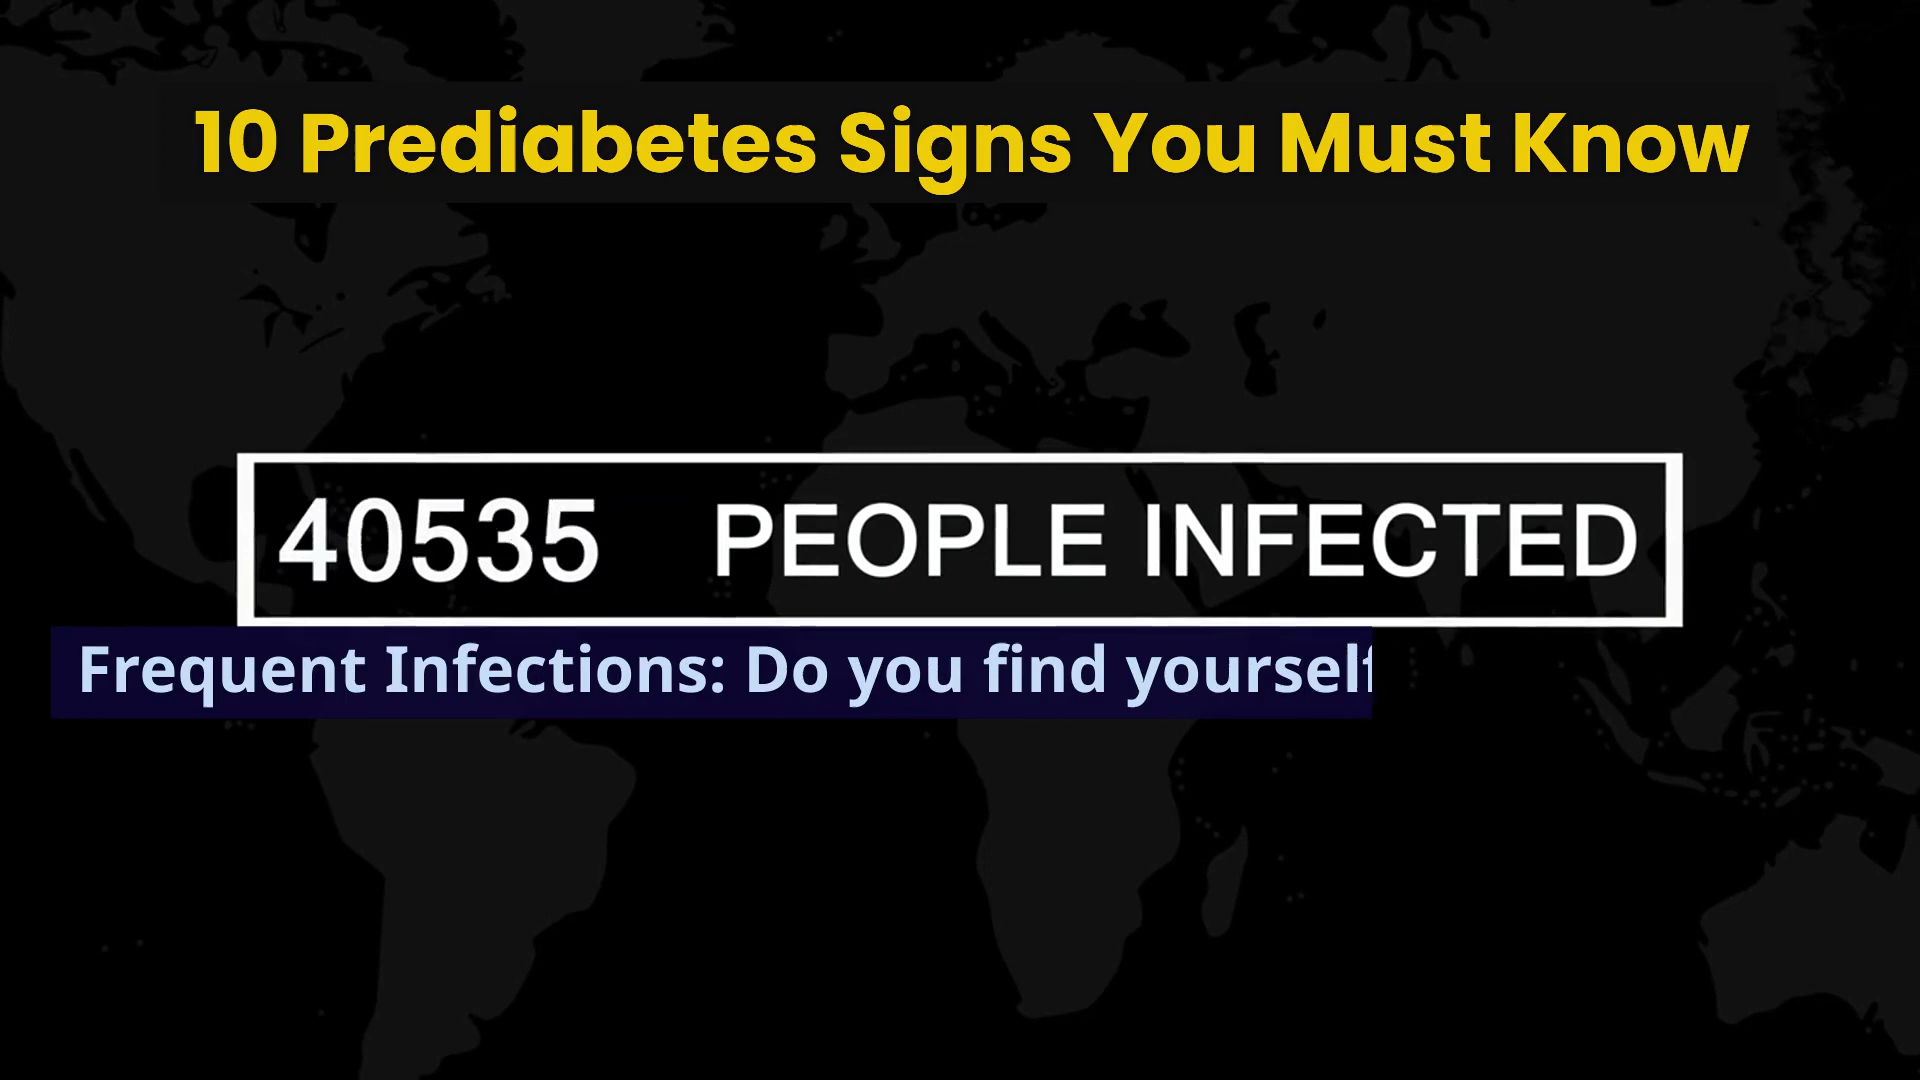 10 Prediabetes Signs You Must Know
40535 PEOPLE INFECTED
Frequent Infections: Do you find yourself